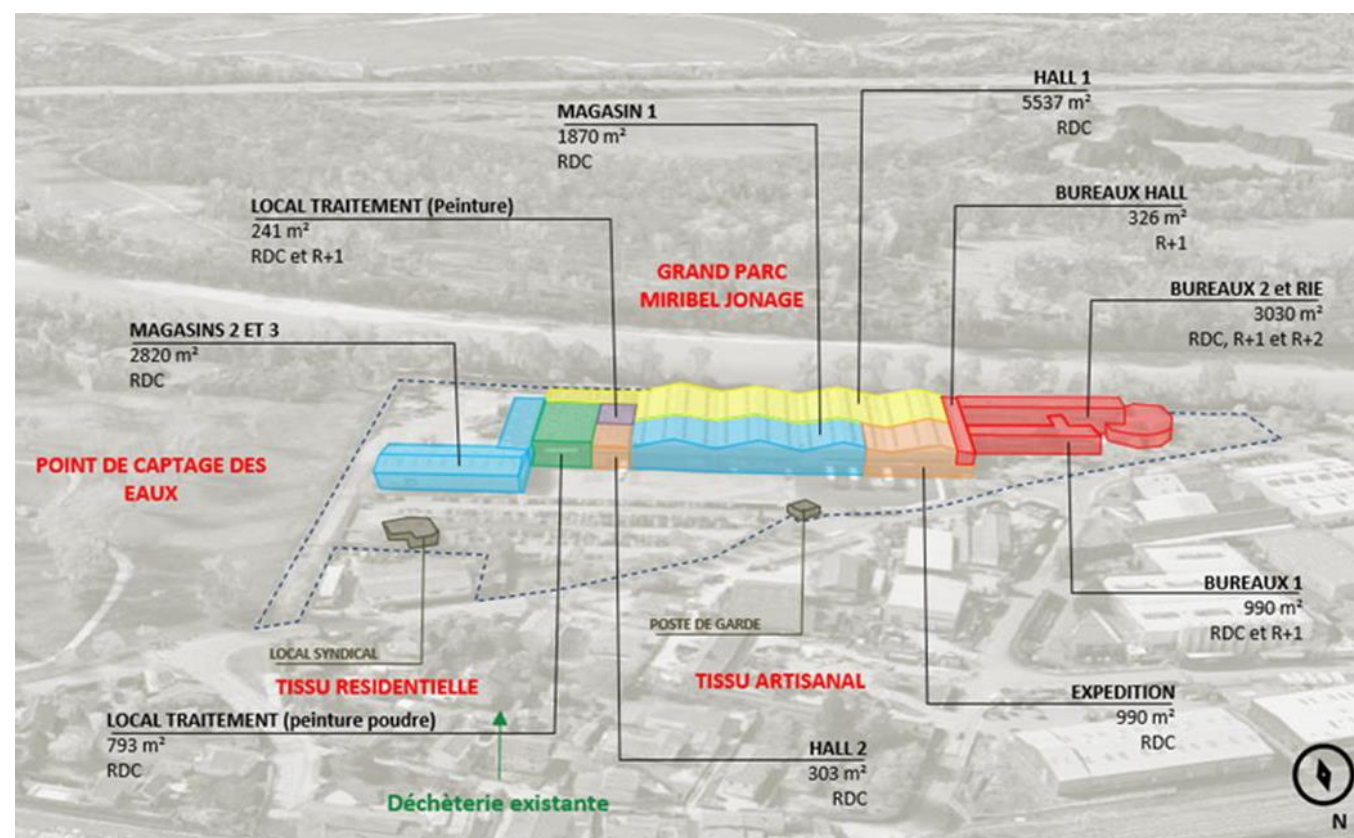 HALL 1
5537 m²
RDC
MAGASIN 1
1870 m²
RDC
BUREAUX HALL
326 m²
R+1
LOCAL TRAITEMENT (Peinture)
241 m²
RDC et R+1
GRAND PARC
MIRIBEL JONAGE
BUREAUX 2 et RIE
3030 m²
RDC, R+1 et R+2
MAGASINS 2 ET 3
2820 m²
RDC
POINT DE CAPTAGE DES
EAUX
BUREAUX 1
990 m²
RDC et R+1
POSTE DE GARDE
LOCAL SYNDICAL
TISSU RESIDENTIELLE
TISSU ARTISANAL
EXPEDITION
990 m²
RDC
LOCAL TRAITEMENT (peinture poudre)
793 m²
RDC
HALL 2
303 m²
RDC
Déchèterie existante
N